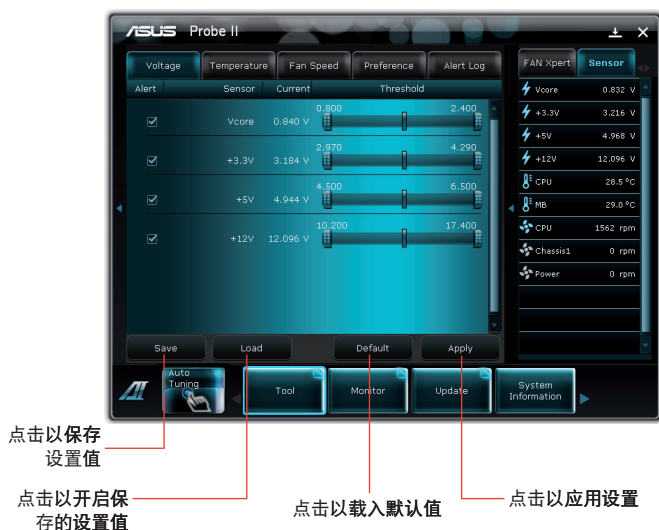 ASUS Probe II
Voltage Temperature Fan Speed Preference Alert Log
Alert Sensor Current Threshold
0.800 2.400
Vcore 0.840 V
2.970 4.290
+3.3V 3.184 V
4.500 6.500
+5V 4.944 V
10.200 17.400
+12V 12.096 V
Save Load Default Apply
FAN Xpert Sensor
Vcore 0.832 V
+3.3V 3.216 V
+5V 4.968 V
+12V 12.096 V
CPU 28.5 °C
MB 29.0 °C
CPU 1562 rpm
Chassis1 0 rpm
Power 0 rpm
Auto
Tuning
Tool
Monitor
Update
System
Information
点击以保存
设置值
点击以开启保
存的设置值
点击以载入默认值
点击以应用设置